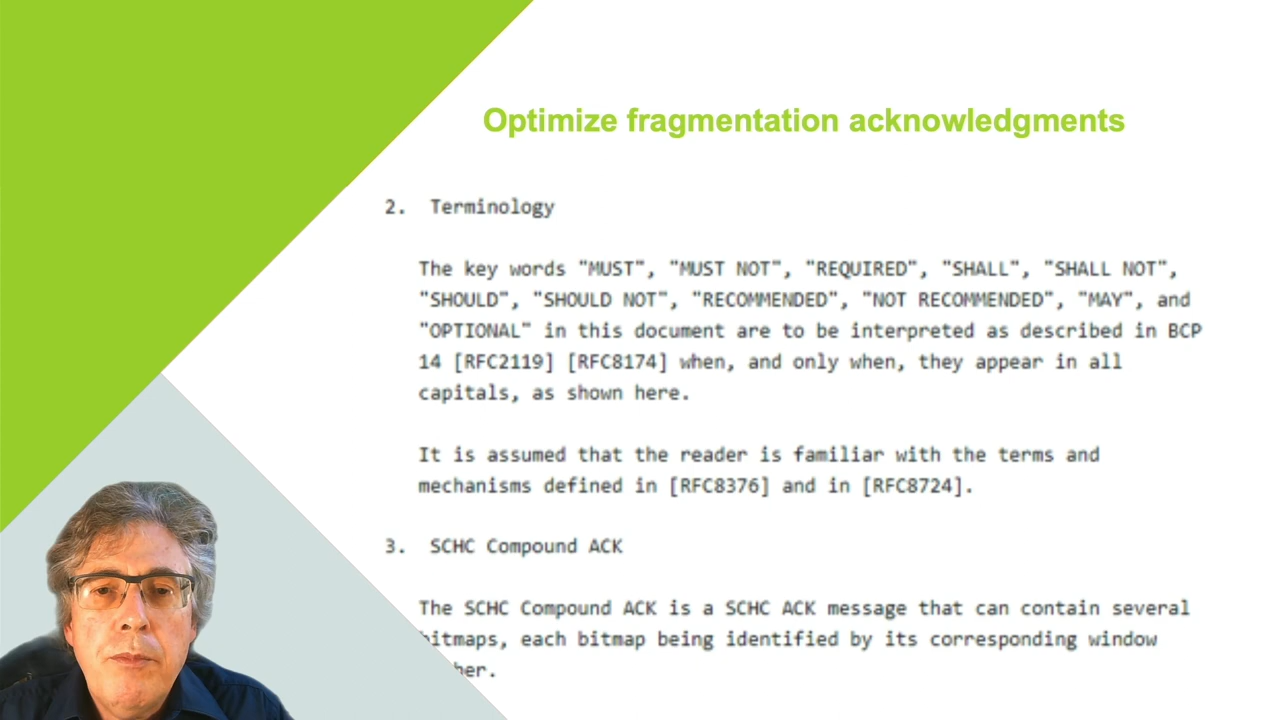 Optimize fragmentation acknowledgments
2. Terminology
The key words "MUST", "MUST NOT", "REQUIRED", "SHALL", "SHALL NOT",
"SHOULD", "SHOULD NOT", "RECOMMENDED", "NOT RECOMMENDED", "MAY", and
"OPTIONAL" in this document are to be interpreted as described in BCP
14 [RFC2119] [RFC8174] when, and only when, they appear in all
capitals, as shown here.
It is assumed that the reader is familiar with the terms and
mechanisms defined in [RFC8376] and in [RFC8724].
3. SCHC Compound ACK
The SCHC Compound ACK is a SCHC ACK message that can contain several
bitmaps, each bitmap being identified by its corresponding window